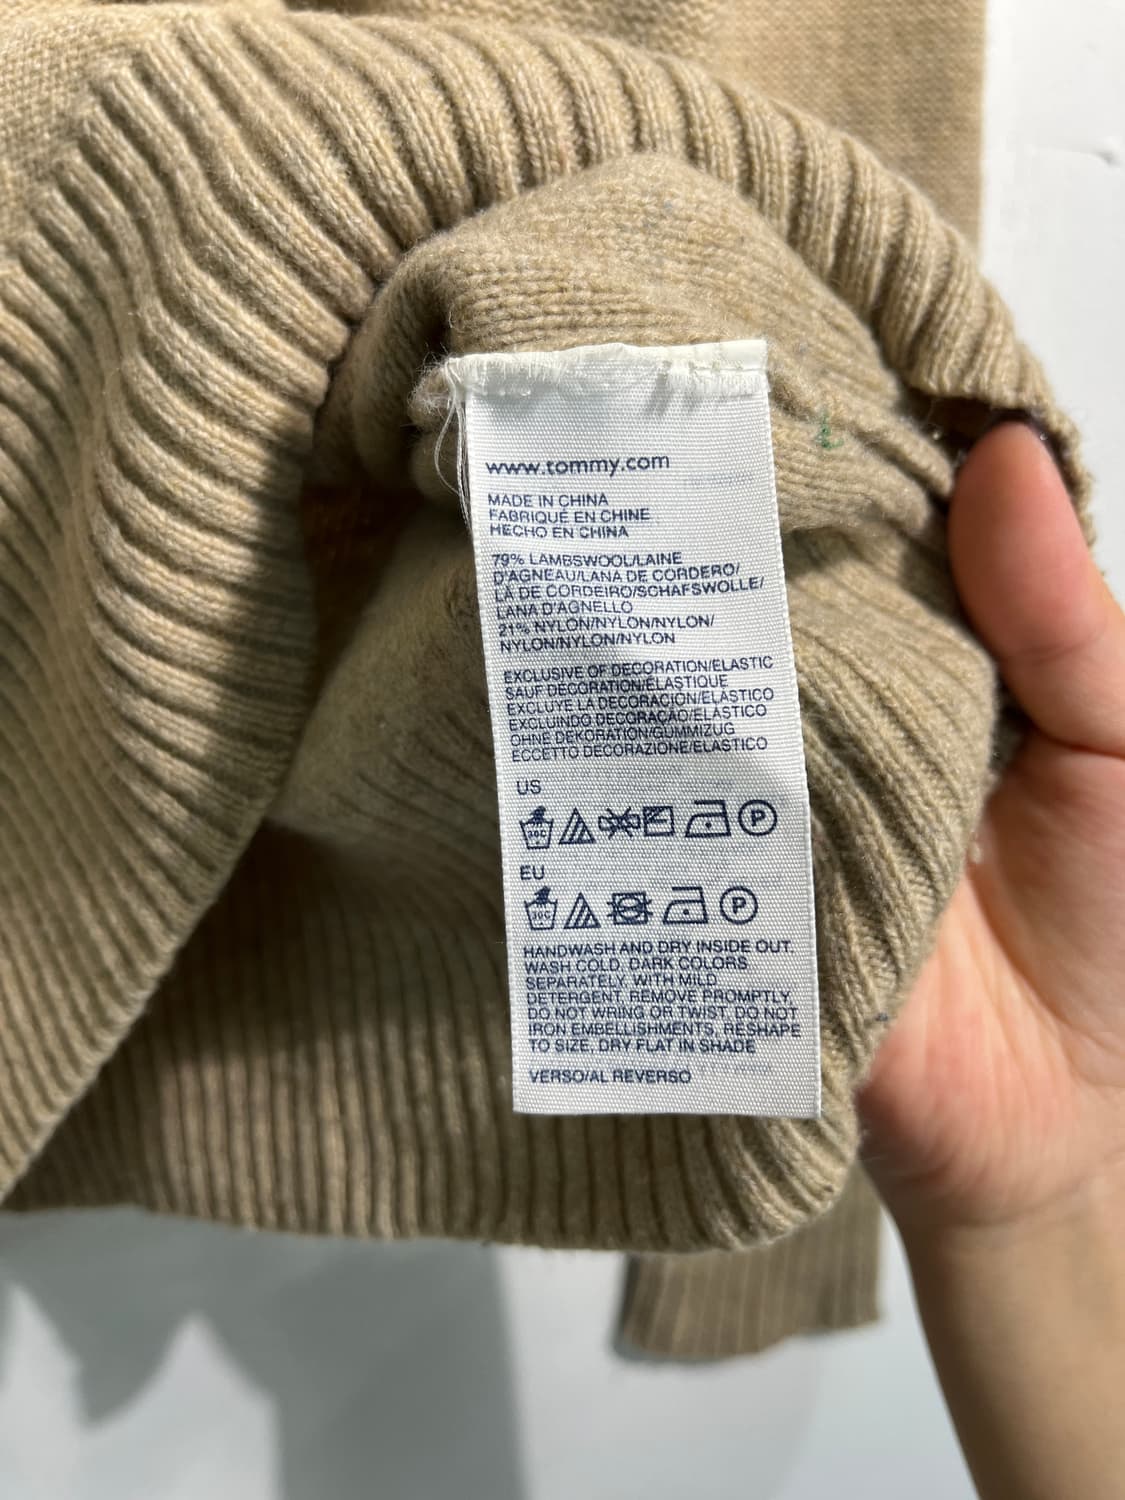 www.tommy.com
MADE IN CHINA
FABRIQUÉ EN CHINE
HECHO EN CHINA
79% LAMBSWOOL/LAINE
D'AGNEAU/LANA DE CORDERO/
LÃ DE CORDEIRO/SCHAFSWOLLE/
LANA D'AGNELLO
21% NYLON/NYLON/NYLON/
NYLON/NYLON/NYLON
EXCLUSIVE OF DECORATION/ELASTIC
SAUF DÉCORATION/ÉLASTIQUE
EXCLUYE LA DECORACIÓN/ELÁSTICO
EXCLUINDO DECORAÇÃO/ELÁSTICO
OHNE DEKORATION/GUMMIZUG
ECCETTO DECORAZIONE/ELASTICO
US
30C P
EU
30C P
HANDWASH AND DRY INSIDE OUT.
WASH COLD, DARK COLORS
SEPARATELY, WITH MILD
DETERGENT, REMOVE PROMPTLY,
DO NOT WRING OR TWIST, DO NOT
IRON EMBELLISHMENTS, RESHAPE
TO SIZE, DRY FLAT IN SHADE
VERSO/AL REVERSO